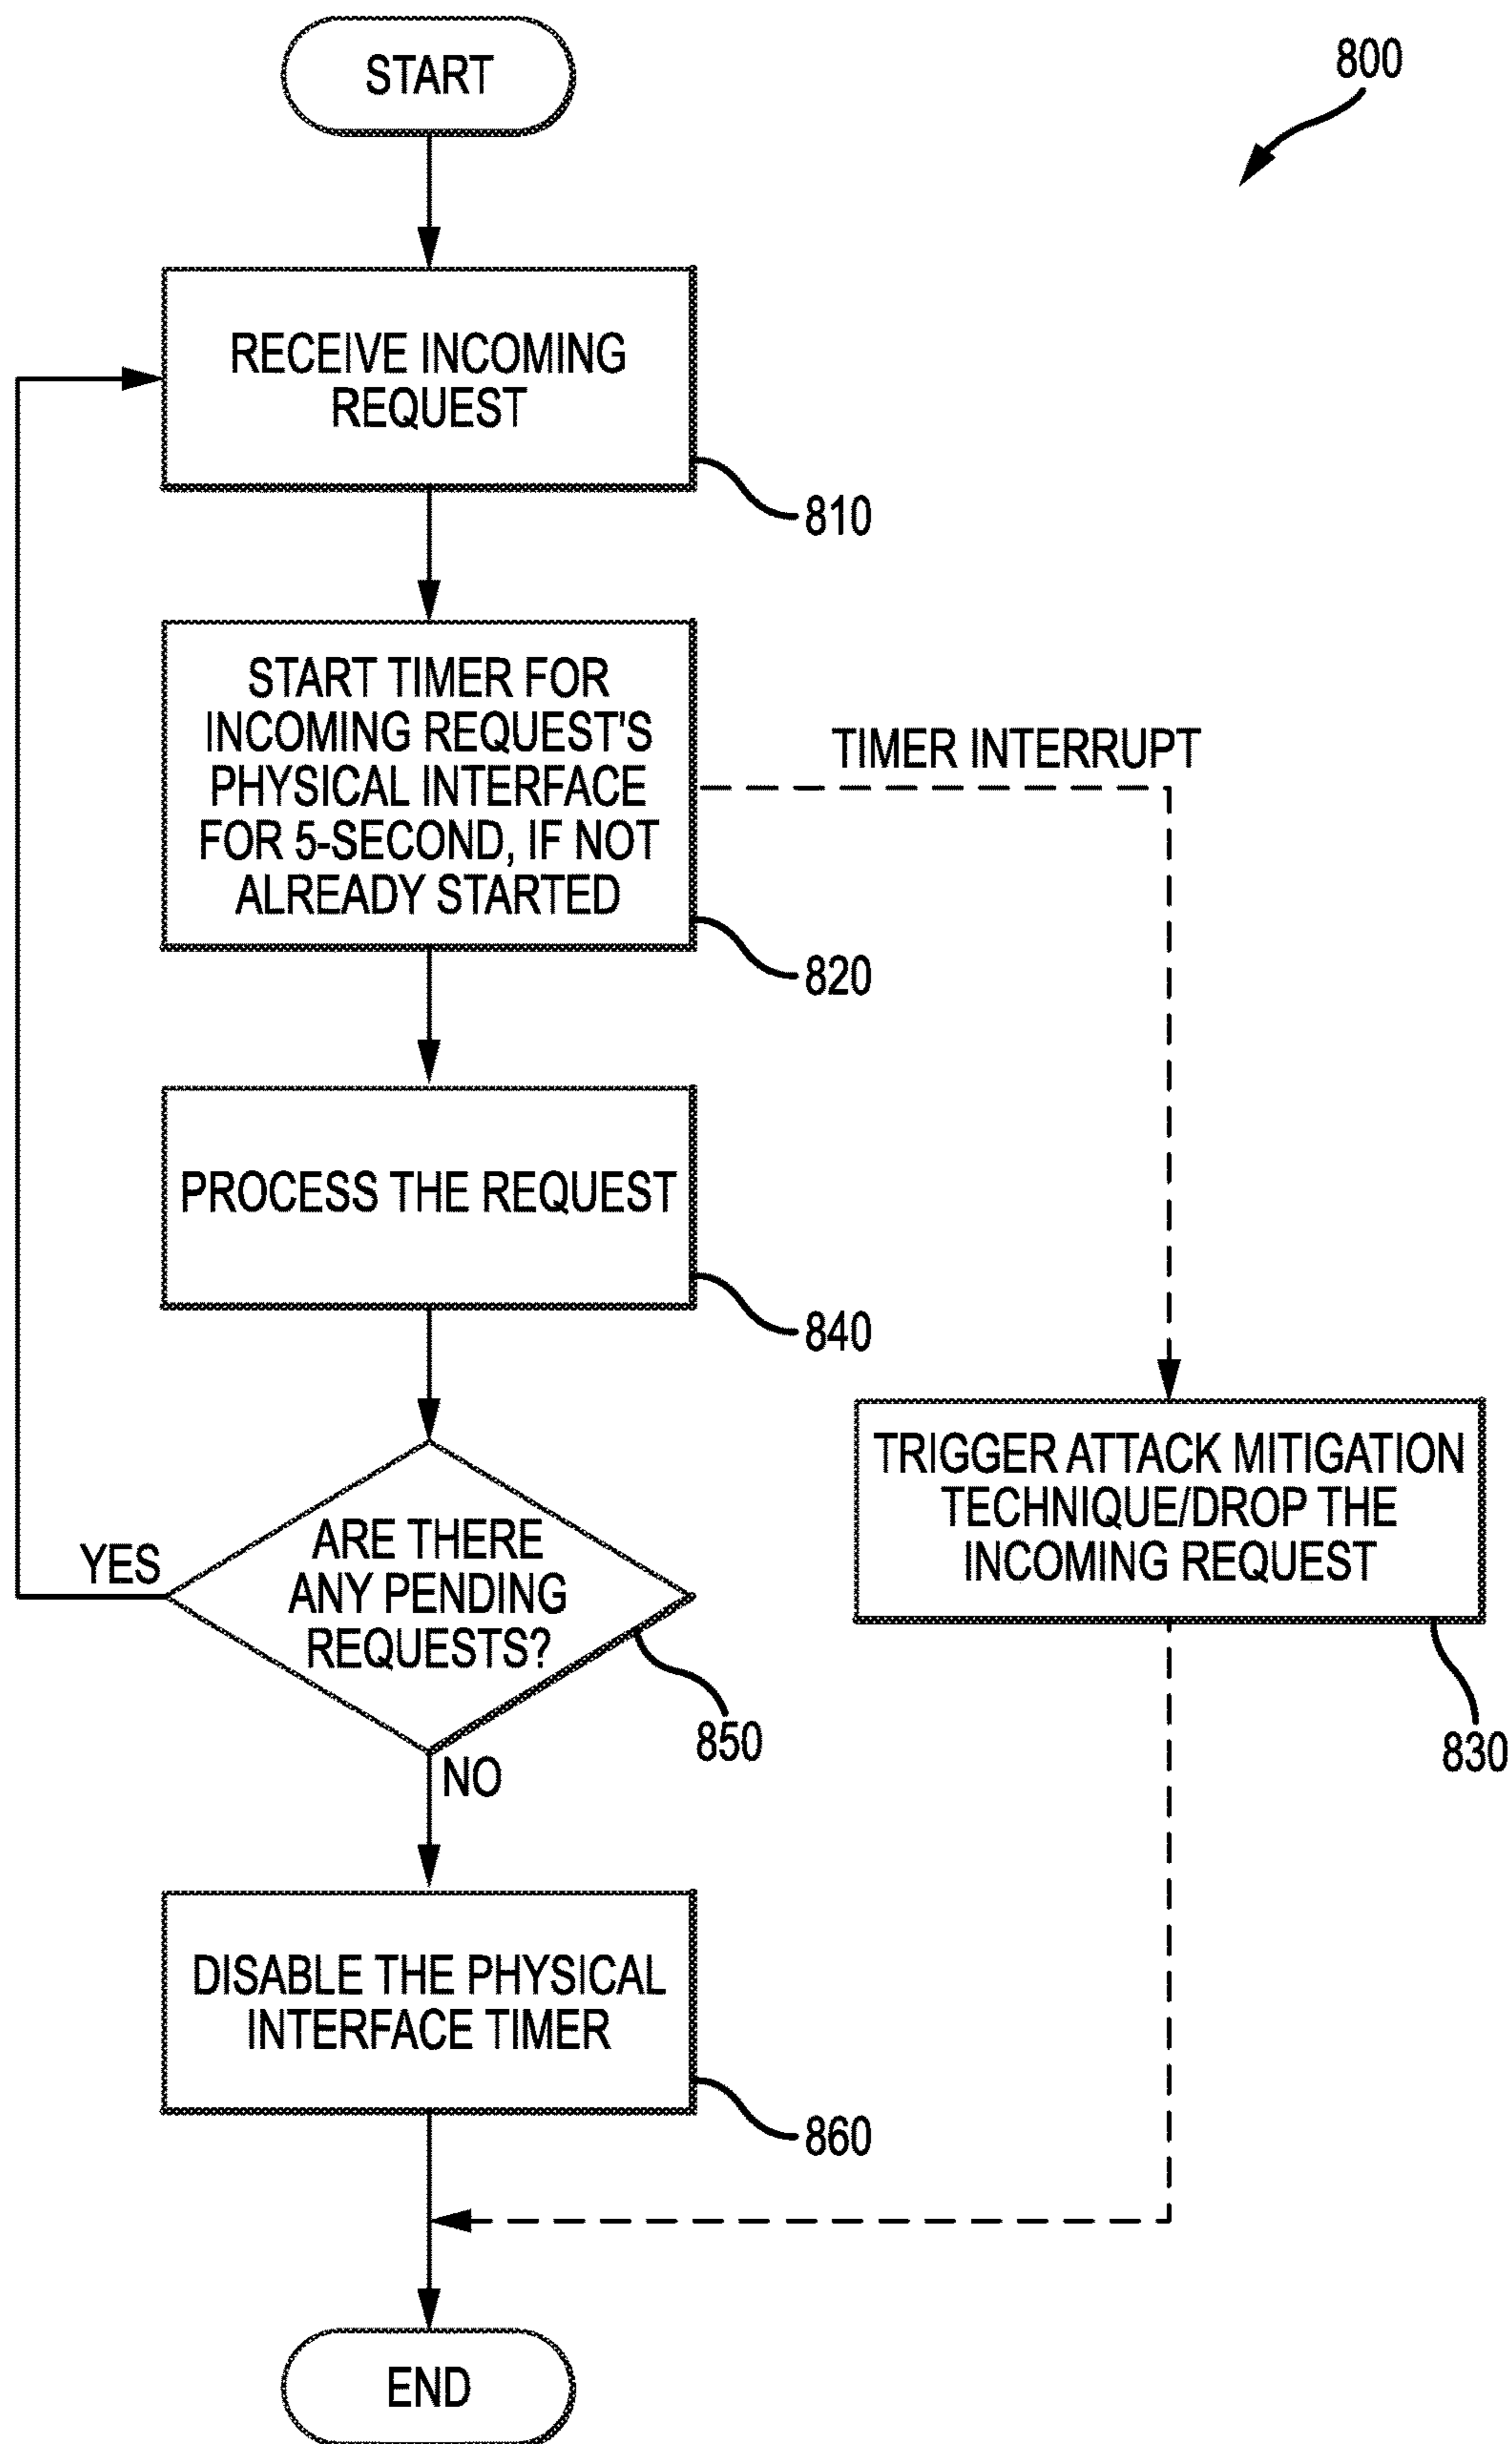 START
800
RECEIVE INCOMING
REQUEST
810
START TIMER FOR
INCOMING REQUEST'S
PHYSICAL INTERFACE
FOR 5-SECOND, IF NOT
ALREADY STARTED
820
TIMER INTERRUPT
PROCESS THE REQUEST
840
TRIGGER ATTACK MITIGATION
TECHNIQUE/DROP THE
INCOMING REQUEST
830
ARE THERE
ANY PENDING
REQUESTS?
YES
850
NO
DISABLE THE PHYSICAL
INTERFACE TIMER
860
END